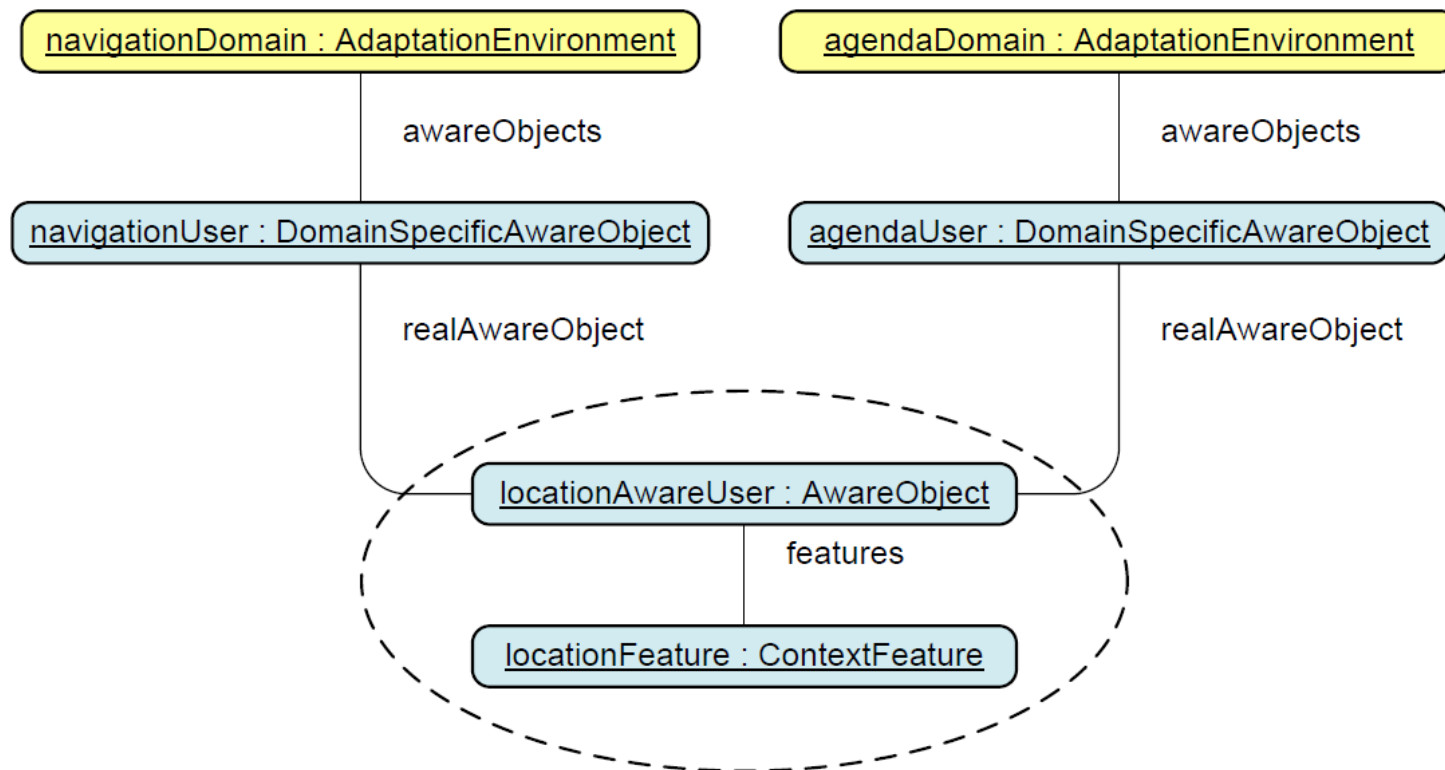 navigationDomain : AdaptationEnvironment
agendaDomain : AdaptationEnvironment
awareObjects
awareObjects
navigationUser : DomainSpecificAwareObject
agendaUser : DomainSpecificAwareObject
realAwareObject
realAwareObject
locationAwareUser : AwareObject
features
locationFeature : ContextFeature